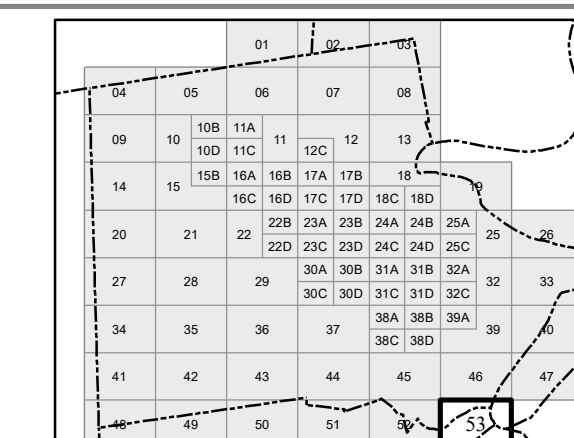 01 02 03
04 05 06 07 08
10B 11A
09 10 11 12 13
10D 11C 12C
15B 16A 16B 17A 17B 18
14 15 19
16C 16D 17C 17D 18C 18D
22B 23A 23B 24A 24B 25A
20 21 22 25 26
22D 23C 23D 24C 24D 25C
30A 30B 31A 31B 32A
27 28 29 32 33
30C 30D 31C 31D 32C
38A 38B 39A
34 35 36 37 39 40
38C 38D
41 42 43 44 45 46 47
48 49 50 51 52 53